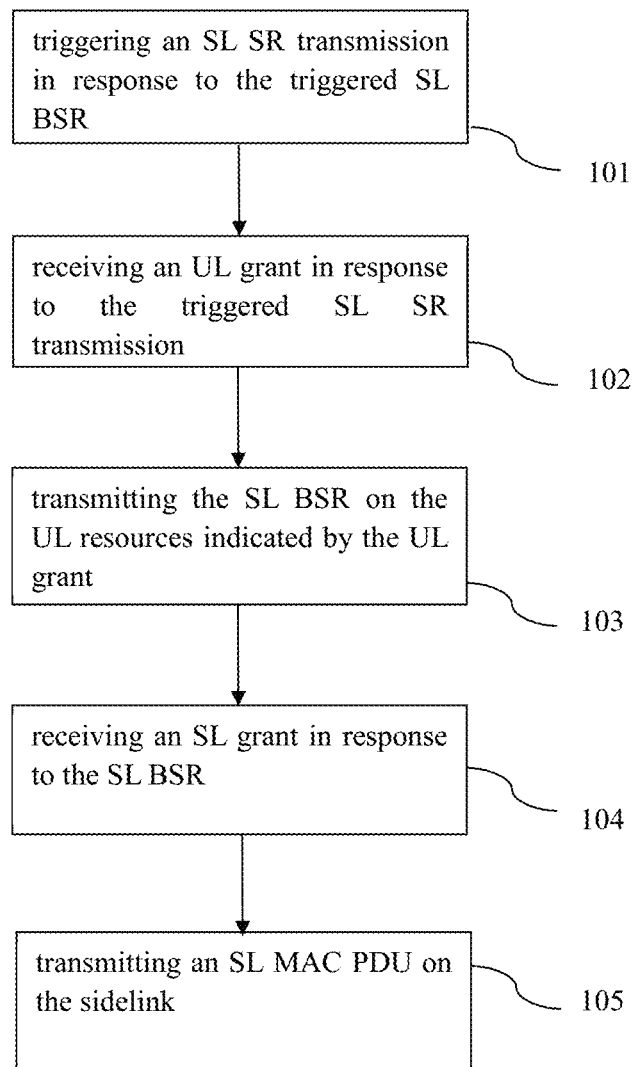 triggering an SL SR transmission
in response to the triggered SL
BSR
101
receiving an UL grant in response
to the triggered SL SR
transmission
102
transmitting the SL BSR on the
UL resources indicated by the UL
grant
103
receiving an SL grant in response
to the SL BSR
104
transmitting an SL MAC PDU on
the sidelink
105